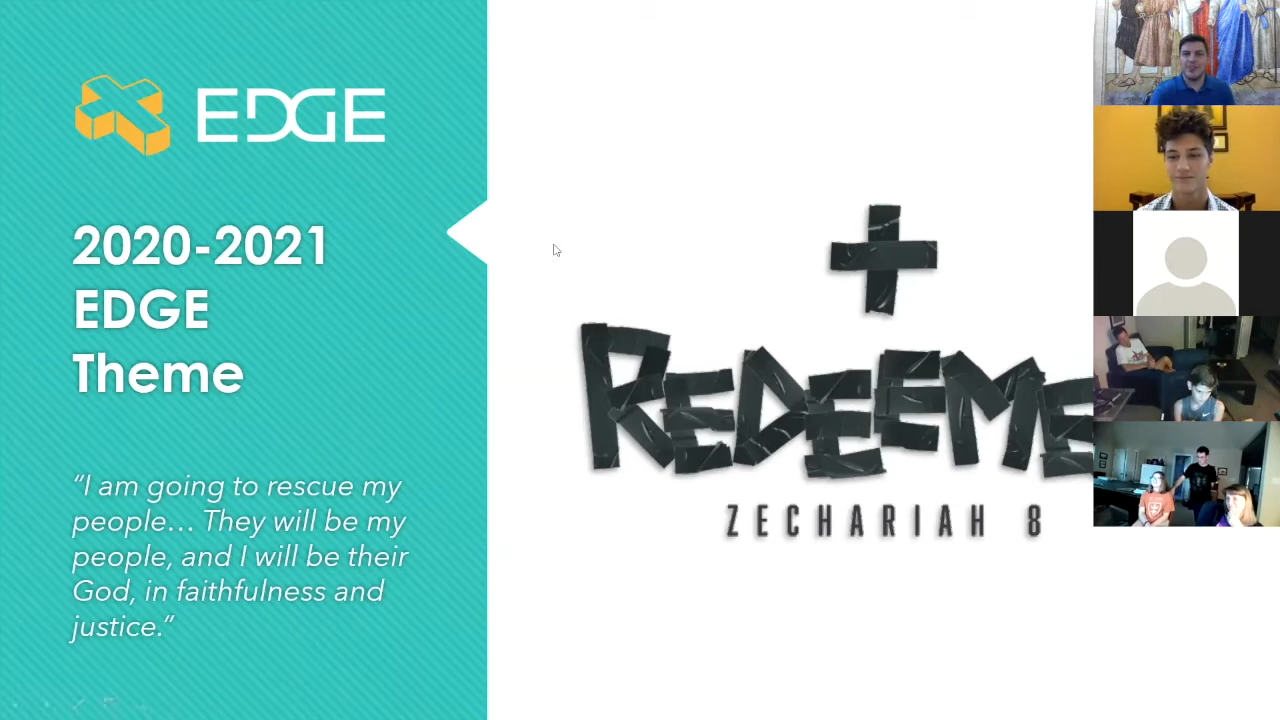 EDGE
2020-2021
EDGE
Theme
“I am going to rescue my
people… They will be my
people, and I will be their
God, in faithfulness and
justice.”
REDEEME
ZECHARIAH 8